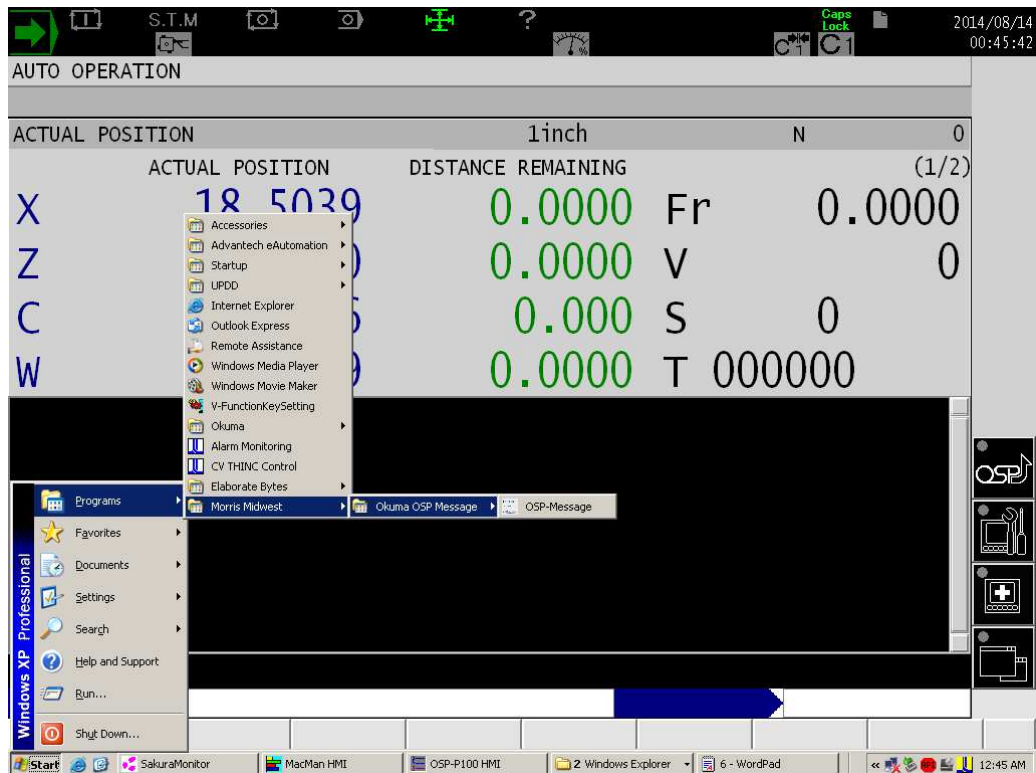 S.T.M
?
%
Caps
Lock
C1
C1
2014/08/14
00:45:42
AUTO OPERATION
ACTUAL POSITION 1inch N 0
ACTUAL POSITION DISTANCE REMAINING (1/2)
X 18.5039 0.0000 Fr 0.0000
Z 0.0000 V 0
C 0.000 S 0
W 0.0000 T 000000
Accessories
Advantech eAutomation
Startup
UPDD
Internet Explorer
Outlook Express
Remote Assistance
Windows Media Player
Windows Movie Maker
V-FunctionKeySetting
Okuma
Alarm Monitoring
CV THINC Control
Elaborate Bytes
Morris Midwest
Okuma OSP Message
OSP-Message
OSP
Windows XP Professional
Programs
Favorites
Documents
Settings
Search
Help and Support
Run...
Shut Down...
Start SakuraMonitor MacMan HMI OSP-P100 HMI 2 Windows Explorer 6 - WordPad « 12:45 AM